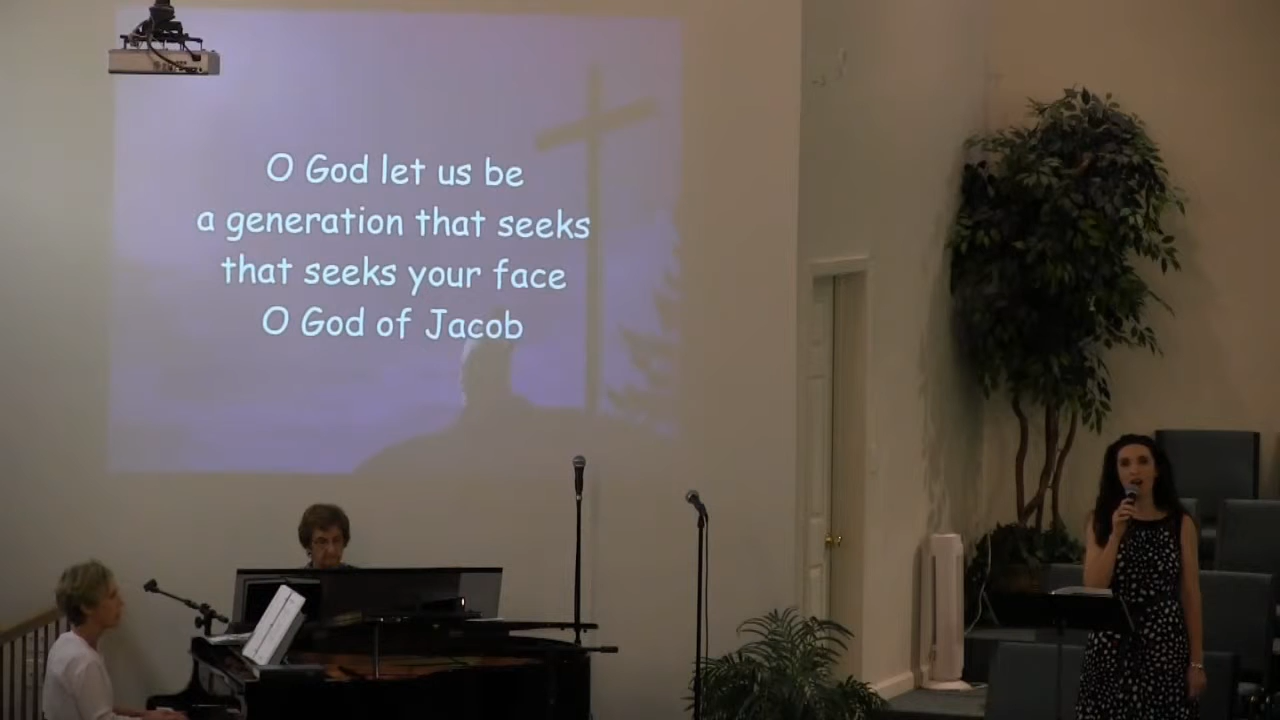 O God let us be
a generation that seeks
that seeks your face
O God of Jacob